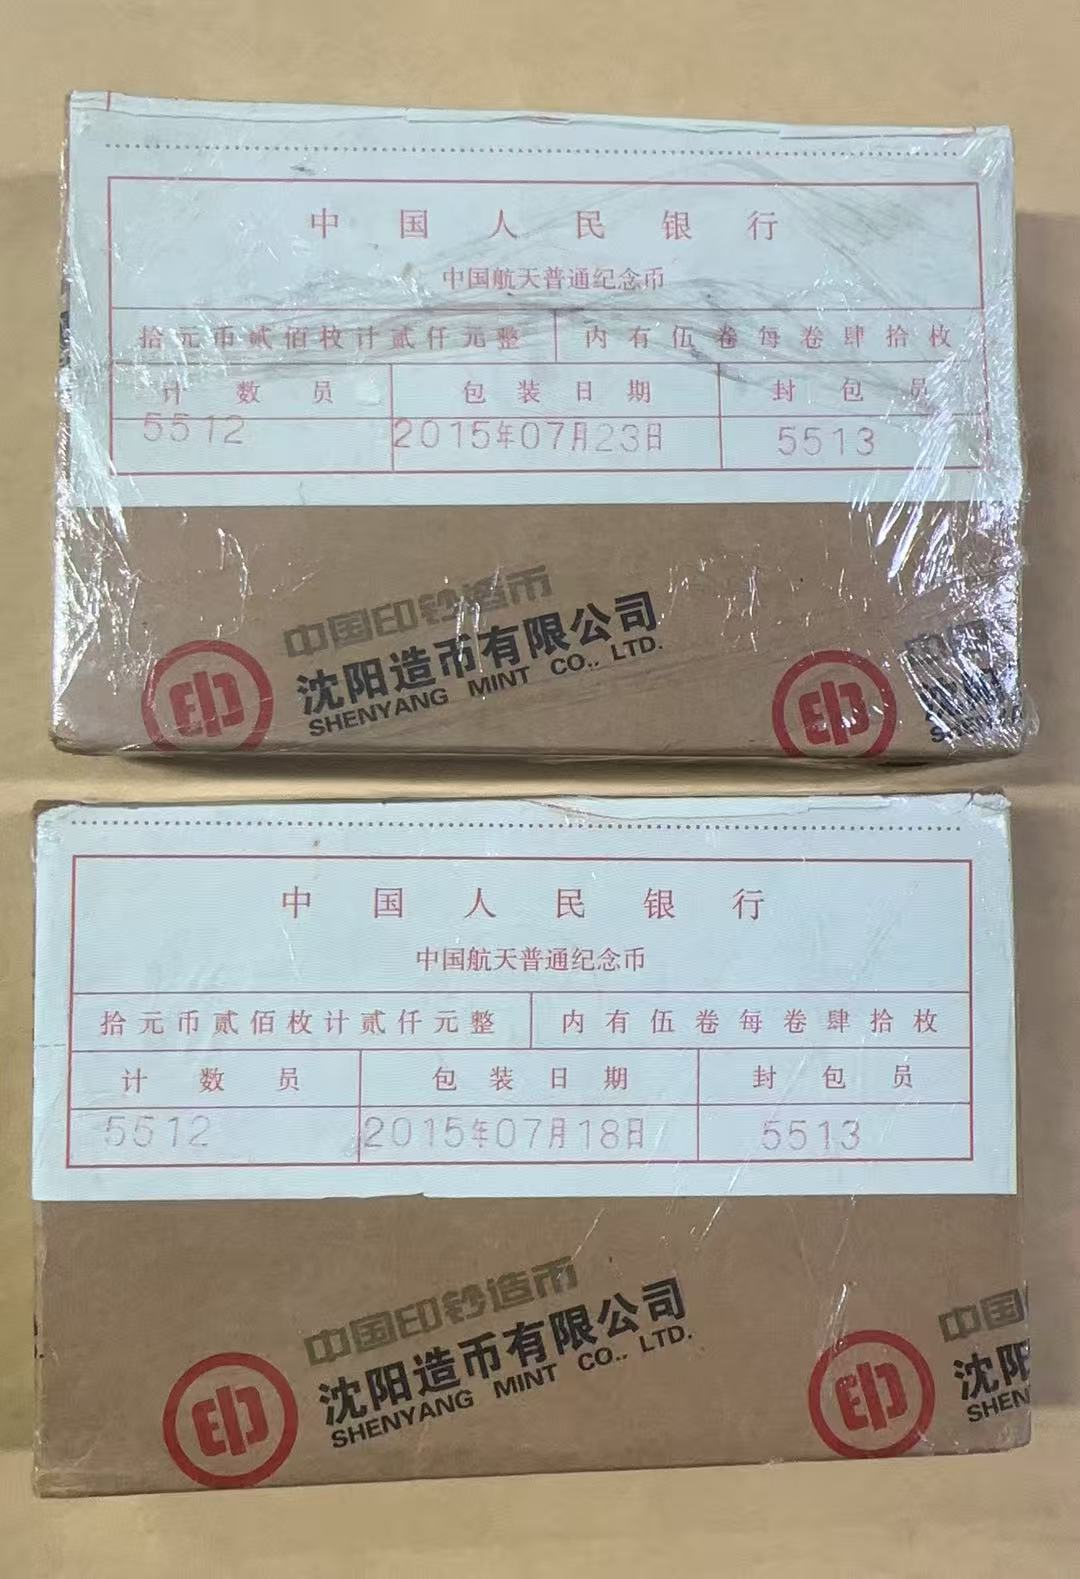 中国人民银行
中国航天普通纪念币
拾元币贰佰枚计贰仟元整 内有伍卷每卷肆拾枚
计数员 包装日期 封包员
5512 2015年07月23日 5513
中国印钞造币
沈阳造币有限公司
SHENYANG MINT CO., LTD.
中国人民银行
中国航天普通纪念币
拾元币贰佰枚计贰仟元整 内有伍卷每卷肆拾枚
计数员 包装日期 封包员
5512 2015年07月18日 5513
中国印钞造币 中国
沈阳造币有限公司 沈阳
SHENYANG MINT CO., LTD. SHEN